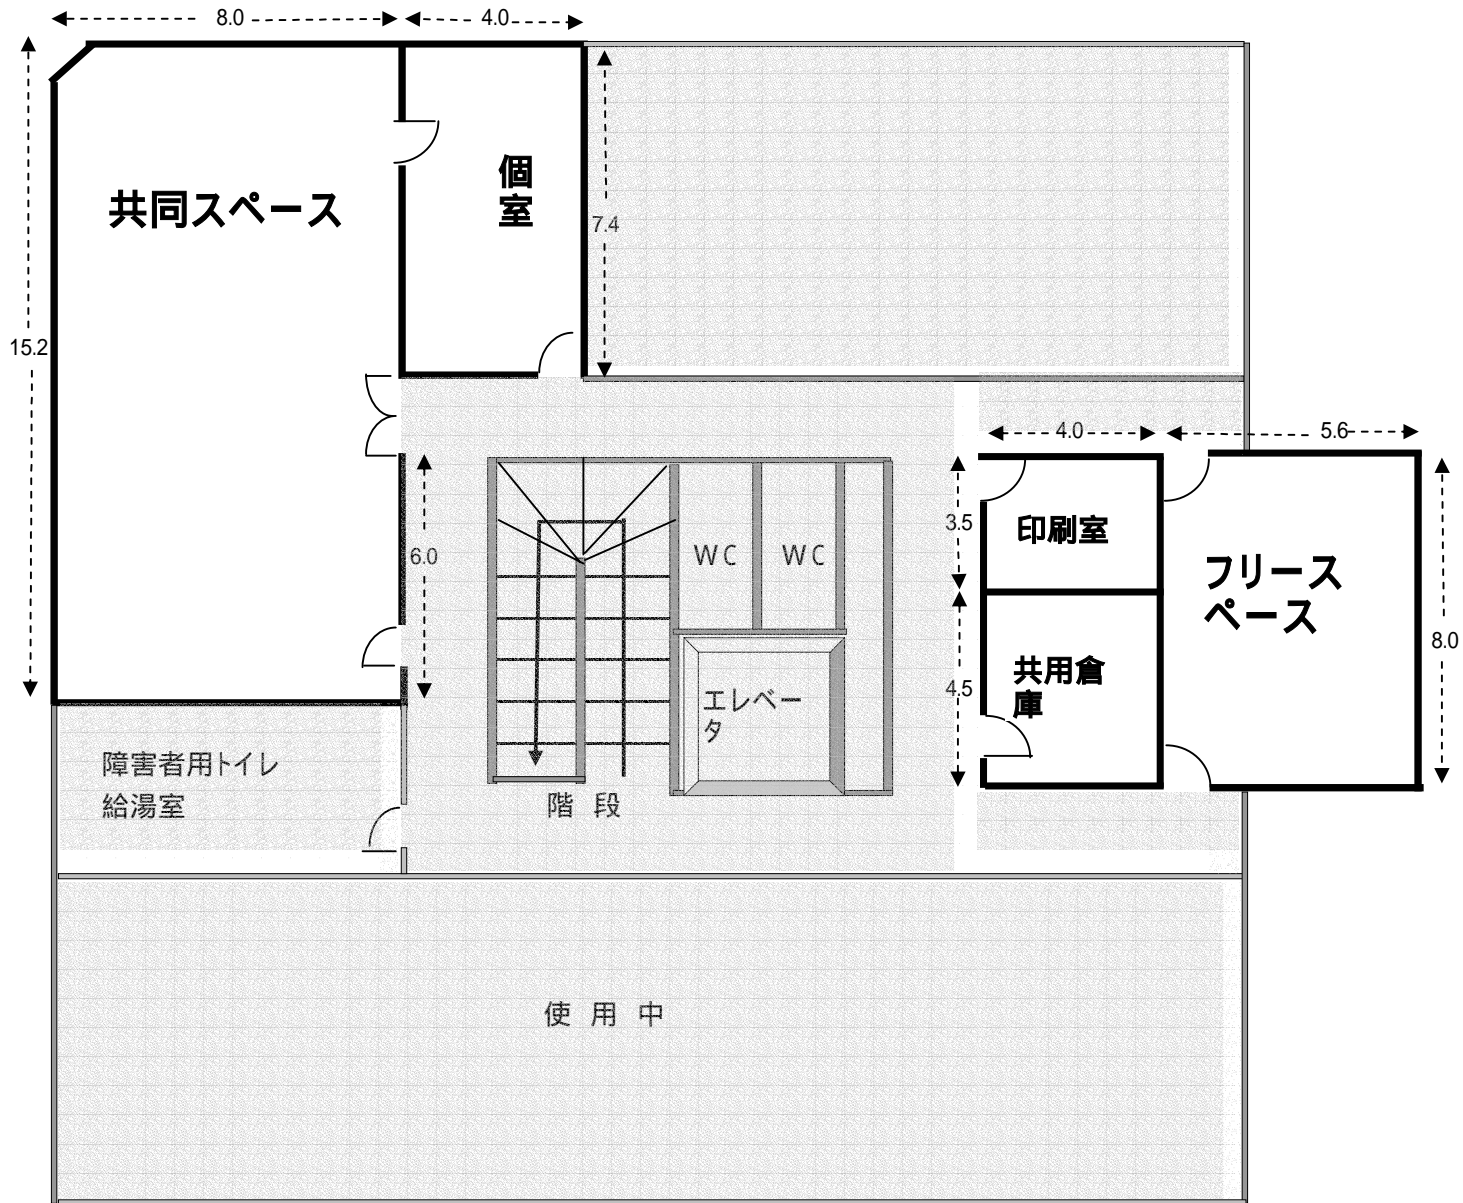 8.0
4.0
個
室
共同スペース
7.4
15.2
4.0
5.6
3.5
印刷室
6.0
WC
WC
フリース
ペース
8.0
共用倉
庫
4.5
エレベー
タ
障害者用トイレ
給湯室
階 段
使 用 中